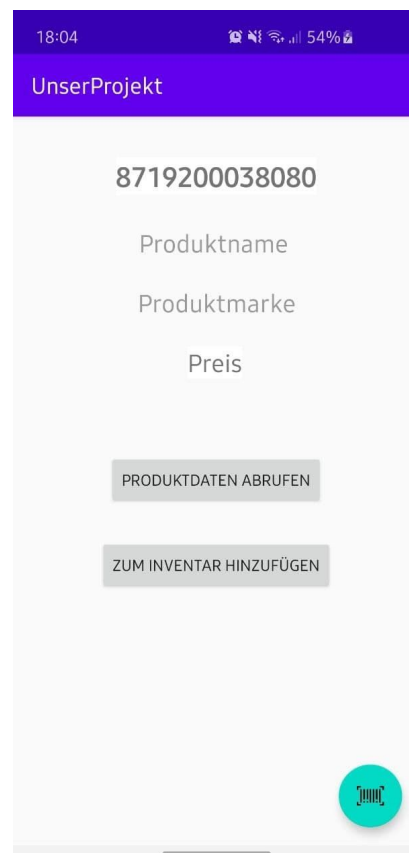 18:04 54%
UnserProjekt
8719200038080
Produktname
Produktmarke
Preis
PRODUKTDATEN ABRUFEN
ZUM INVENTAR HINZUFÜGEN